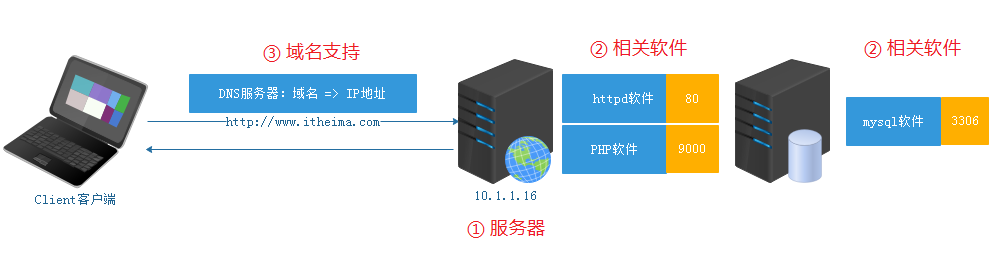 ③ 域名支持
② 相关软件
② 相关软件
DNS服务器：域名 => IP地址
http://www.itheima.com
httpd软件 80
PHP软件 9000
mysql软件 3306
Client客户端
10.1.1.16
① 服务器